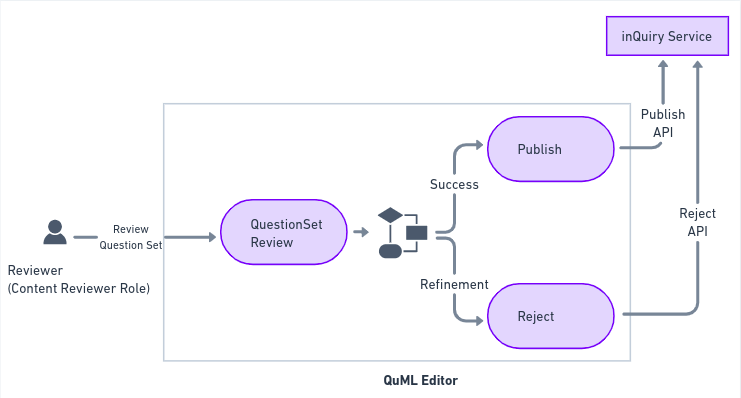 inQuiry Service
Publish
API
Publish
Success
Reject
API
Review
Question Set
QuestionSet
Review
Reviewer
(Content Reviewer Role)
Refinement
Reject
QuML Editor